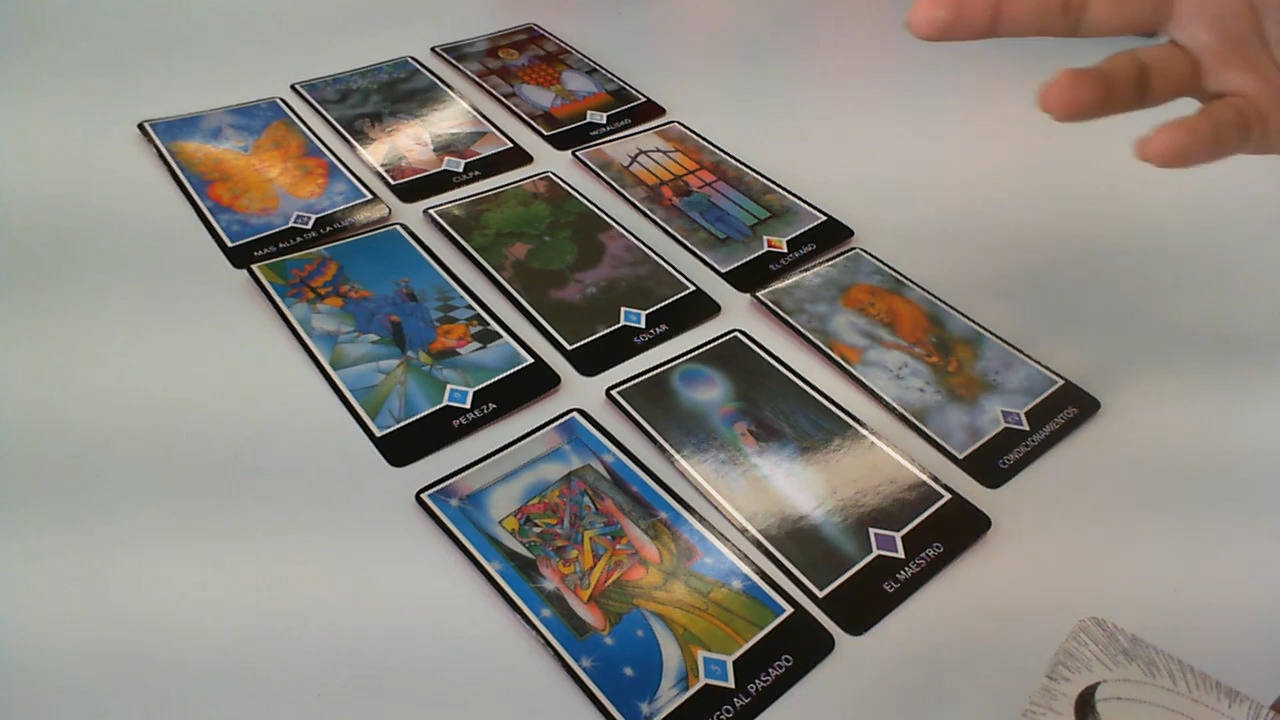 MORALIDAD
CULPA
MAS ALLA DE LA ILUSION
EL EXTRAÑO
SOLTAR
PEREZA
CONDICIONAMIENTOS
EL MAESTRO
AL PASADO